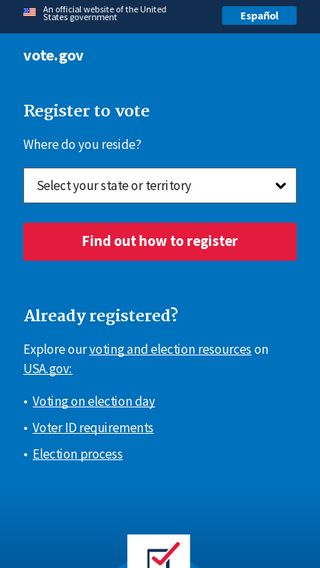 An official website of the United
States government
Español
vote.gov
Register to vote
Where do you reside?
Select your state or territory
Find out how to register
Already registered?
Explore our voting and election resources on
USA.gov:
• Voting on election day
• Voter ID requirements
• Election process